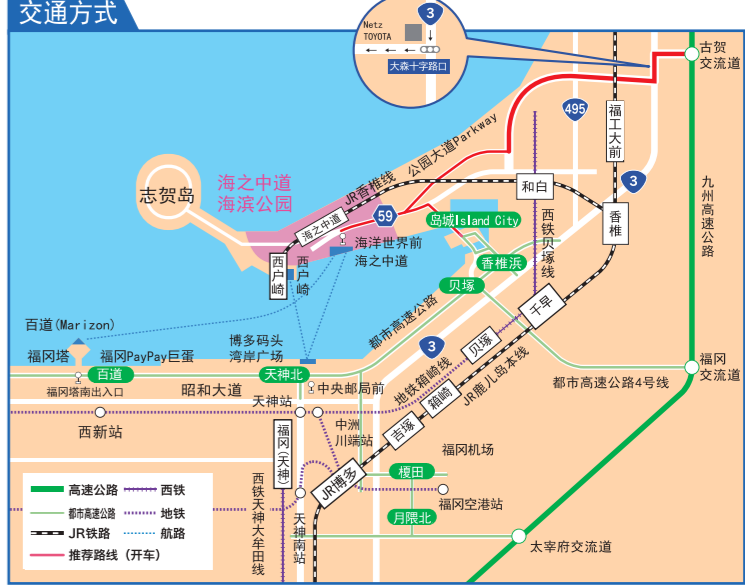 交通方式
Netz
TOYOTA
3
大森十字路口
古贺
交流道
495
福工大前
公园大道Parkway
JR香椎线
志贺岛
海之中道
海滨公园
和白
3
九州高速公路
59
海之中道
岛城Island City
香椎
西铁贝塚线
海洋世界前
海之中道
西户崎
西户崎
香椎浜
贝塚
千早
百道(Marizon)
博多码头
湾岸广场
都市高速公路
3
贝塚
福冈塔
福冈PayPay巨蛋
百道
天神北
地铁箱崎线
JR鹿儿岛本线
福冈
交流道
都市高速公路4号线
福冈塔南出入口
昭和大道
中央邮局前
箱崎
天神站
西新站
中洲
川端站
吉塚
福冈(天神)
福冈机场
JR博多
榎田
福冈空港站
月隈北
西铁天神大牟田线
天神南站
太宰府交流道
高速公路
西铁
都市高速公路
地铁
JR铁路
航路
推荐路线（开车）